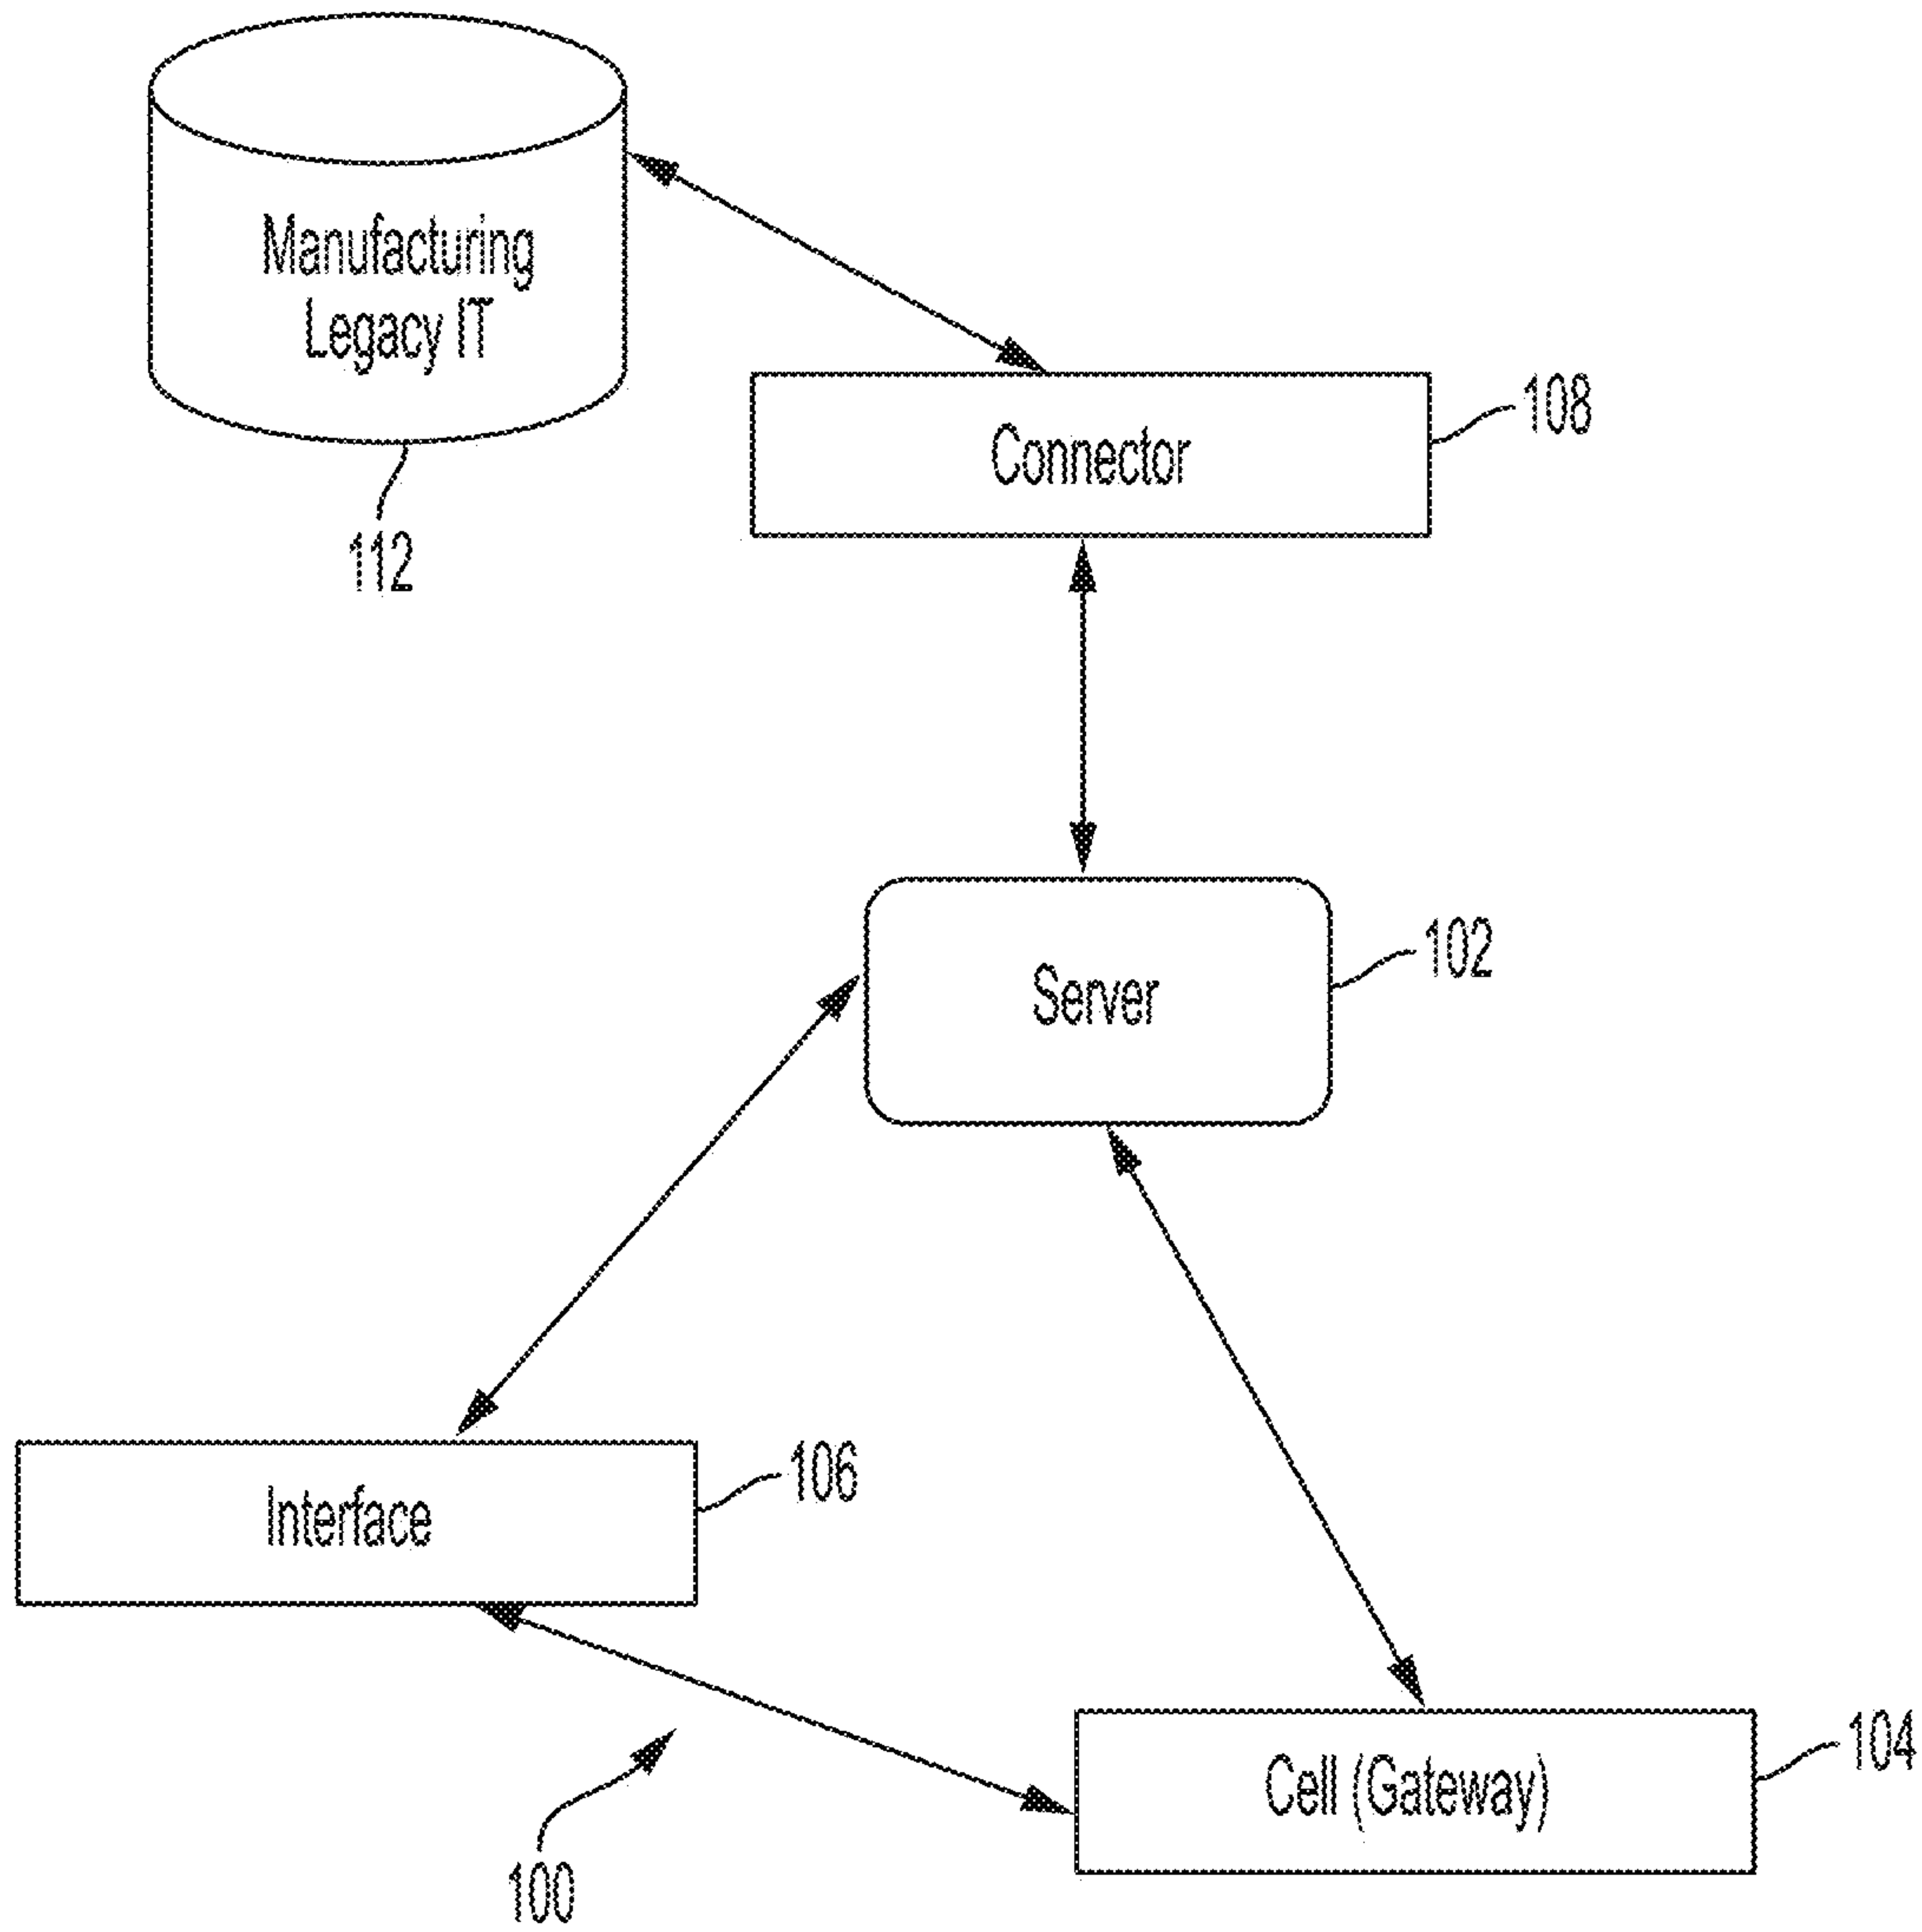 Manufacturing
Legacy IT
112
Connector
108
Server
102
Interface
106
Cell (Gateway)
104
100